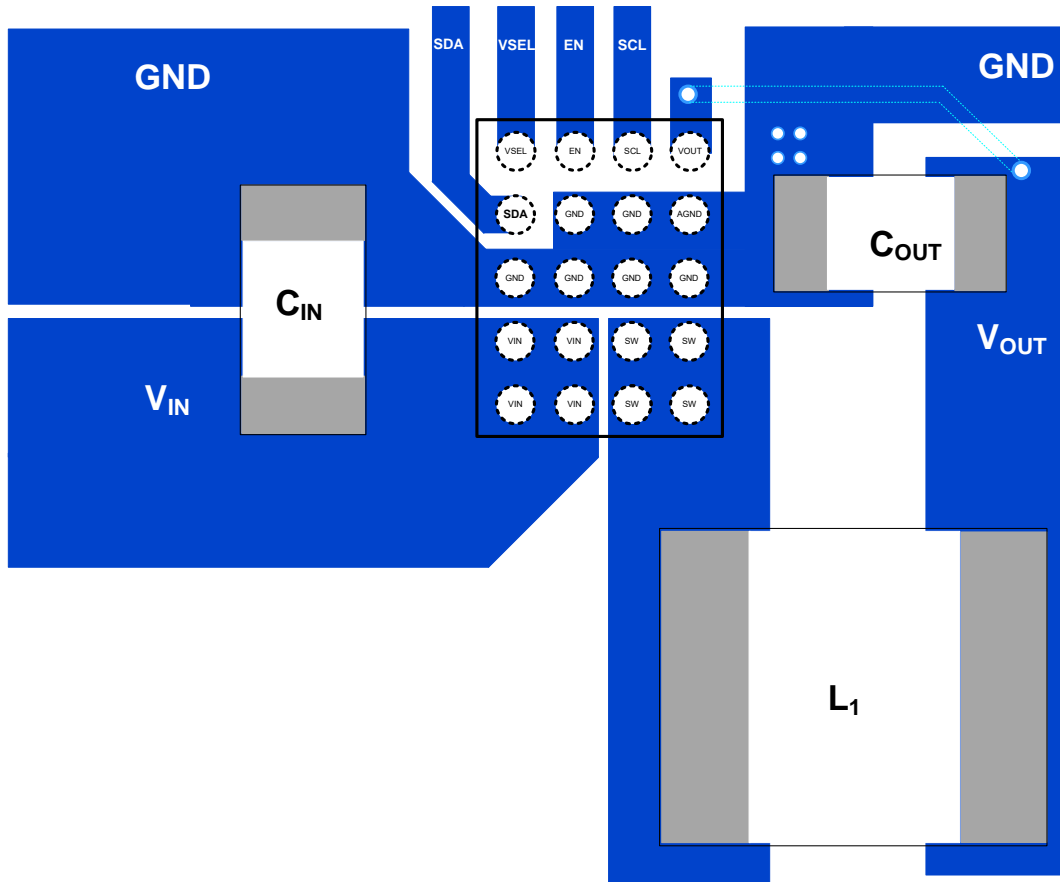 SDA VSEL EN SCL
GND
GND
VSEL EN SCL VOUT
SDA GND GND AGND
COUT
GND GND GND GND
CIN
VIN VIN SW SW
VOUT
VIN
VIN VIN SW SW
L1